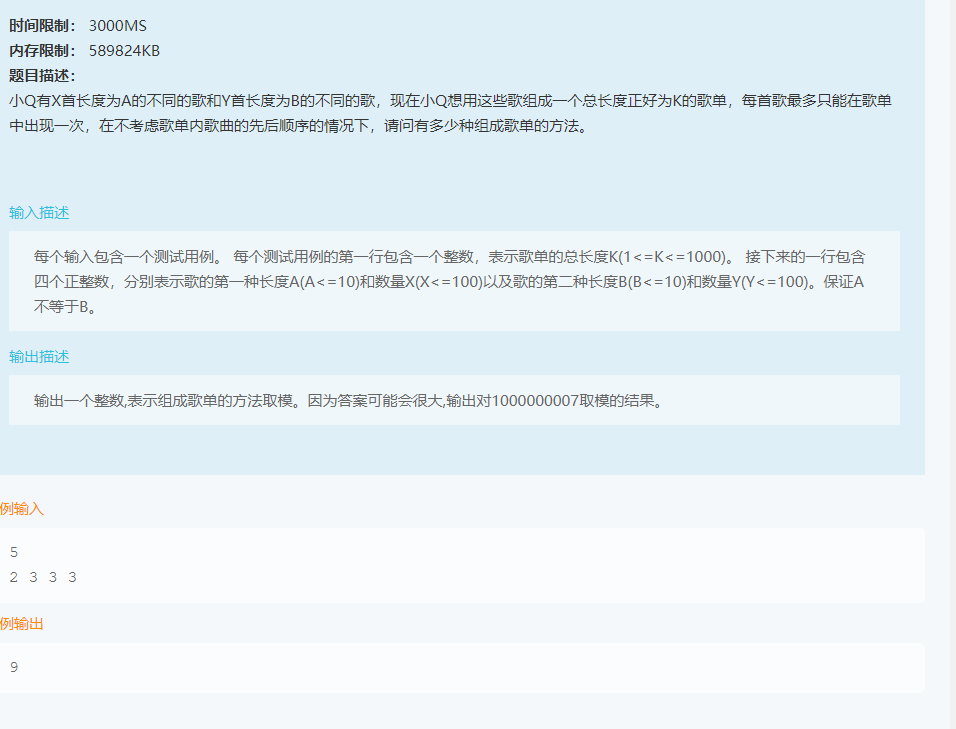 时间限制： 3000MS
内存限制： 589824KB
题目描述：
小Q有X首长度为A的不同的歌和Y首长度为B的不同的歌，现在小Q想用这些歌组成一个总长度正好为K的歌单，每首歌最多只能在歌单
中出现一次，在不考虑歌单内歌曲的先后顺序的情况下，请问有多少种组成歌单的方法。
输入描述
每个输入包含一个测试用例。 每个测试用例的第一行包含一个整数，表示歌单的总长度K(1<=K<=1000)。 接下来的一行包含
四个正整数，分别表示歌的第一种长度A(A<=10)和数量X(X<=100)以及歌的第二种长度B(B<=10)和数量Y(Y<=100)。保证A
不等于B。
输出描述
输出一个整数,表示组成歌单的方法取模。因为答案可能会很大,输出对1000000007取模的结果。
例输入
5
2 3 3 3
例输出
9